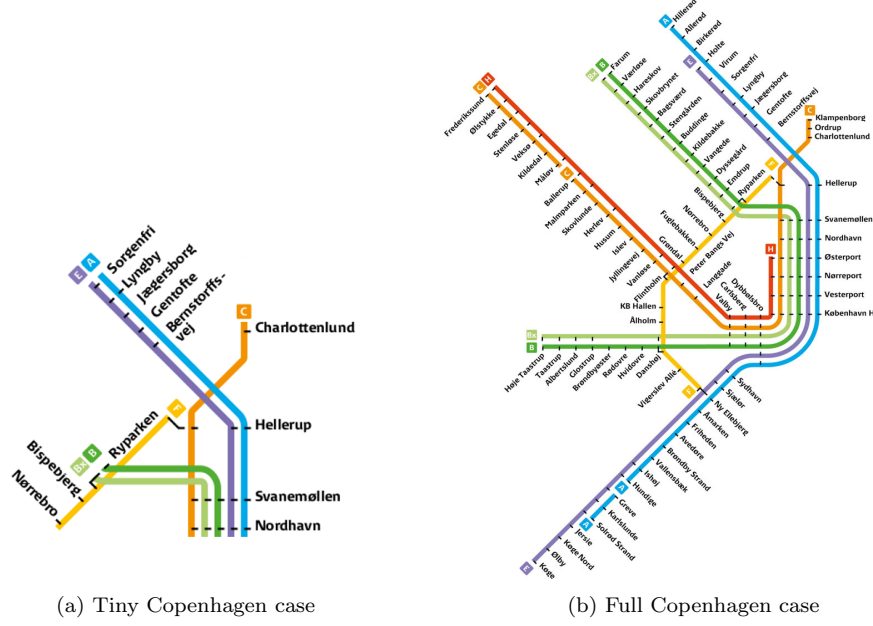 E
A
Sorgenfri
Lyngby
Jægersborg
Gentofte
Bernstorffs-
vej
C
Charlottenlund
F
Ryparken
B
Bx
Bispebjerg
Nørrebro
Hellerup
Svanemøllen
Nordhavn
(a) Tiny Copenhagen case
A
Hillerød
Allerød
Birkerød
Holte
E
Virum
Sorgenfri
Lyngby
Jægersborg
Gentofte
Bernstorffsvej
C
Klampenborg
Ordrup
Charlottenlund
Hellerup
Svanemøllen
Nordhavn
Østerport
Nørreport
Vesterport
København H
Bx
B
Farum
Værløse
Hareskov
Skovbrynet
Bagsværd
Stengården
Buddinge
Kildebakke
Vangede
Dyssegård
Emdrup
Ryparken
F
Bispebjerg
Nørrebro
Fuglebakken
Grøndal
Peter Bangs Vej
Flintholm
KB Hallen
Ålholm
C
H
Frederikssund
Ølstykke
Egedal
Stenløse
Veksø
Kildedal
Måløv
C
Ballerup
Malmparken
Skovlunde
Herlev
Husum
Islev
Jyllingevej
Vanløse
Langgade
Valby
Carlsberg
Dybbølsbro
H
Bx
B
Høje Taastrup
Taastrup
Albertslund
Glostrup
Brøndbyøster
Rødovre
Hvidovre
Danshøj
Vigerslev Allé
F
Sydhavn
Sjælør
Ny Ellebjerg
Åmarken
Friheden
Avedøre
Brøndby Strand
Vallensbæk
Ishøj
Hundige
A
Greve
Karlslunde
Solrød Strand
A
Jersie
Køge Nord
Ølby
Køge
E
(b) Full Copenhagen case